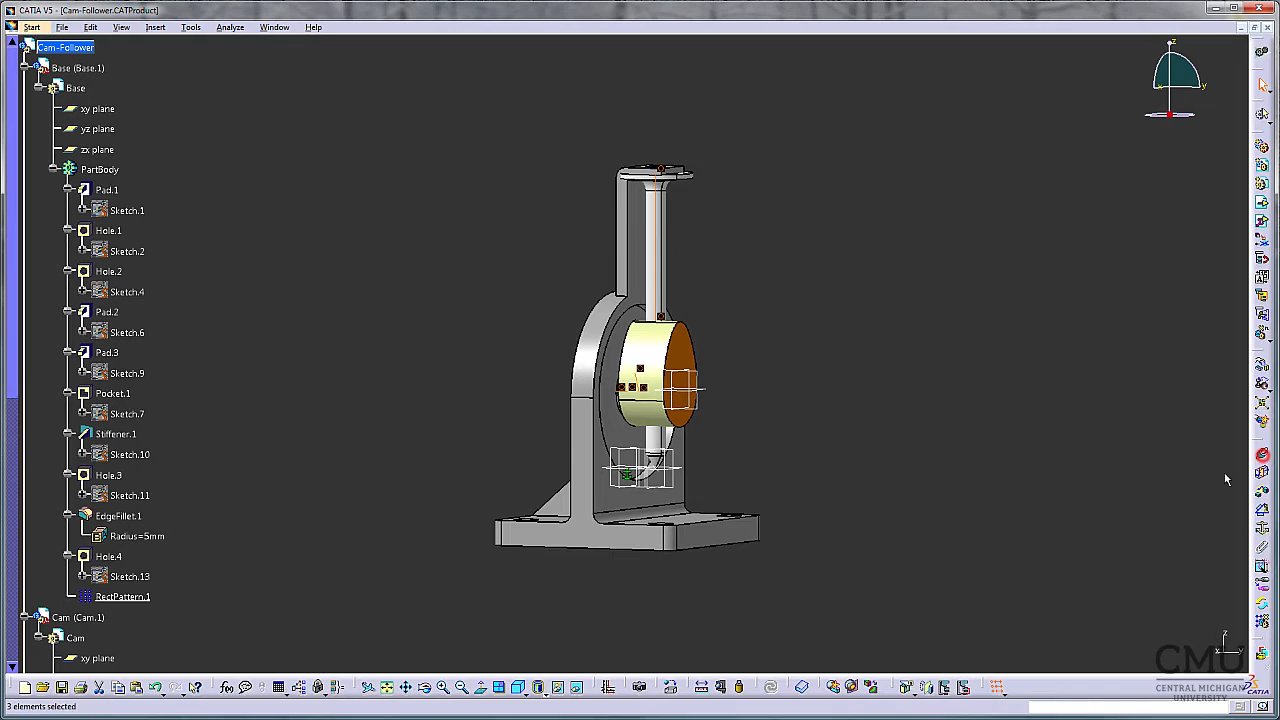 CATIA V5 - [Cam-Follower.CATProduct]
Start File Edit View Insert Tools Analyze Window Help
Cam-Follower
Base (Base.1)
Base
xy plane
yz plane
zx plane
PartBody
Pad.1
Sketch.1
Hole.1
Sketch.2
Hole.2
Sketch.4
Pad.2
Sketch.6
Pad.3
Sketch.9
Pocket.1
Sketch.7
Stiffener.1
Sketch.10
Hole.3
Sketch.11
EdgeFillet.1
Radius=5mm
Hole.4
Sketch.13
RectPattern.1
Cam (Cam.1)
Cam
xy plane
z
x
y
z
x
y
CMU
CENTRAL MICHIGAN
UNIVERSITY
CATIA
3 elements selected